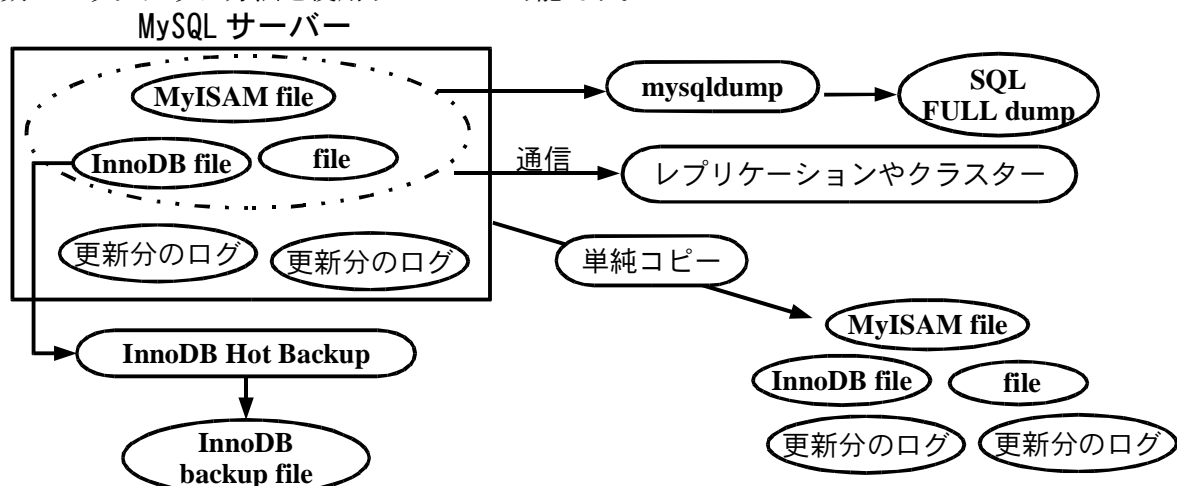 MySQL サーバー
MyISAM file
InnoDB file
file
更新分のログ
更新分のログ
mysqldump
SQL
FULL dump
通信
レプリケーションやクラスター
単純コピー
InnoDB Hot Backup
InnoDB
backup file
MyISAM file
InnoDB file
file
更新分のログ
更新分のログ